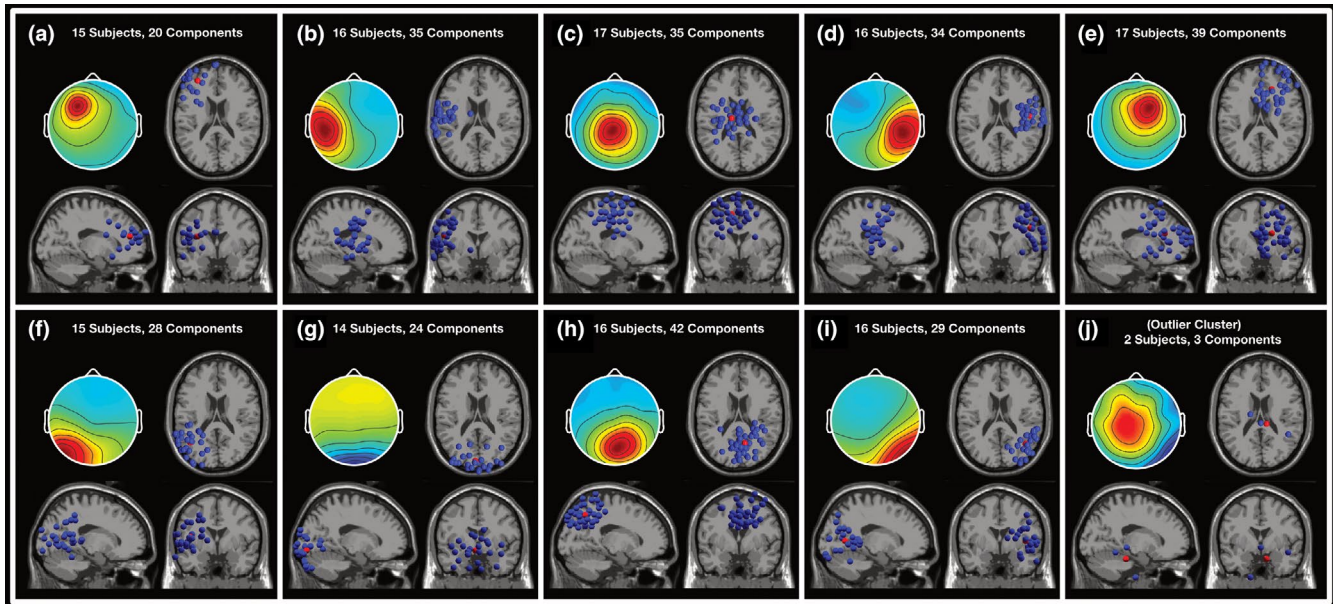 (a) 15 Subjects, 20 Components
(b) 16 Subjects, 35 Components
(c) 17 Subjects, 35 Components
(d) 16 Subjects, 34 Components
(e) 17 Subjects, 39 Components
(f) 15 Subjects, 28 Components
(g) 14 Subjects, 24 Components
(h) 16 Subjects, 42 Components
(i) 16 Subjects, 29 Components
(j) (Outlier Cluster)
2 Subjects, 3 Components